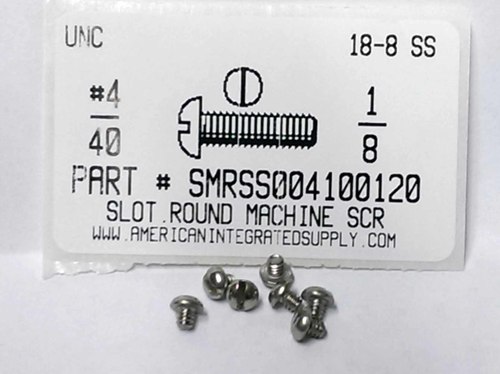 UNC 18-8 SS
#4/40 1/8
PART # SMRSS004100120
SLOT.ROUND MACHINE SCR
WWW.AMERICANINTEGRATEDSUPPLY.COM